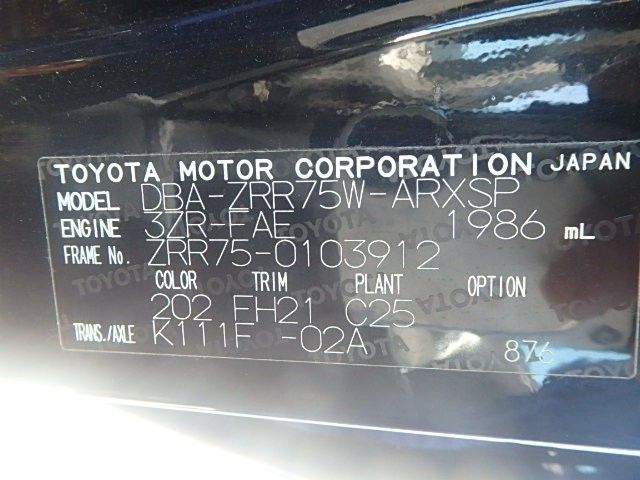 TOYOTA MOTOR CORPORATION JAPAN
MODEL DBA-ZRR75W-ARXSP
ENGINE 3ZR-FAE 1986 mL
FRAME No. ZRR75-0103912
COLOR TRIM PLANT OPTION
202 FH21 C25
TRANS./AXLE K111F -02A
876